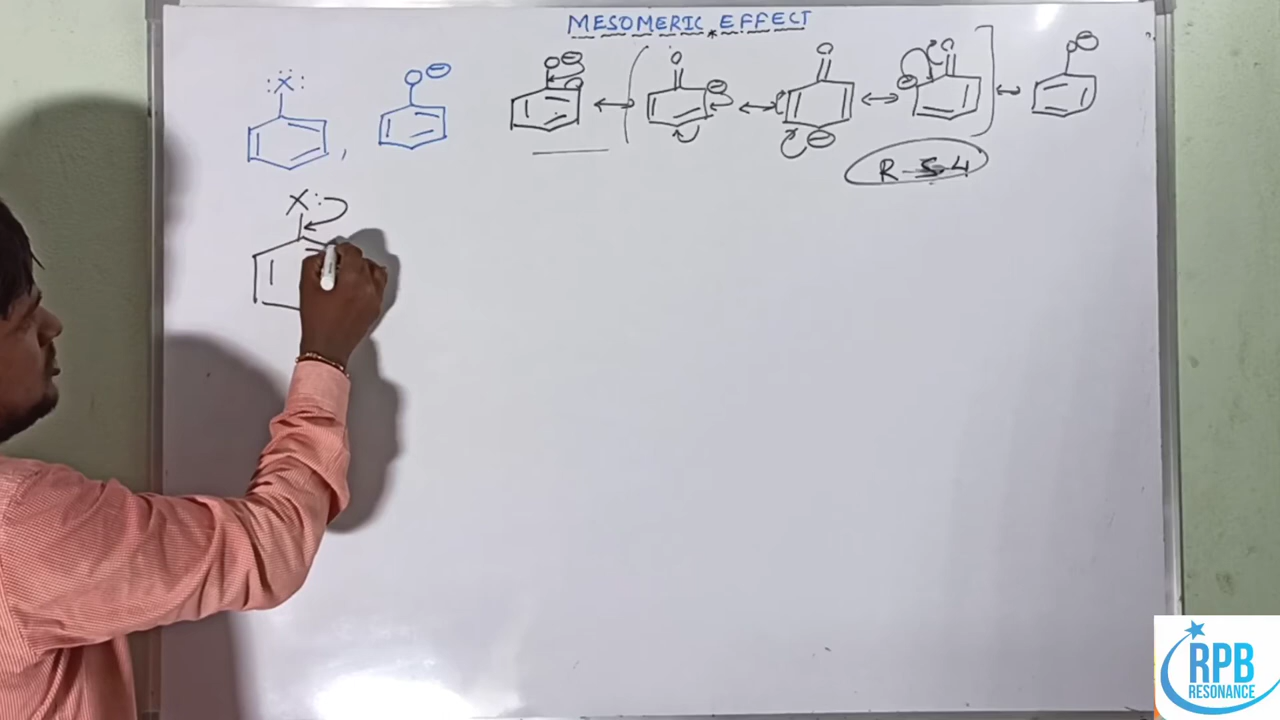 MESOMERIC EFFECT
:Ẍ:
O⊖
,
O⊖
O
⊖
O
⊖
O
⊖
O⊖
R-5-4
X:
RPB
RESONANCE